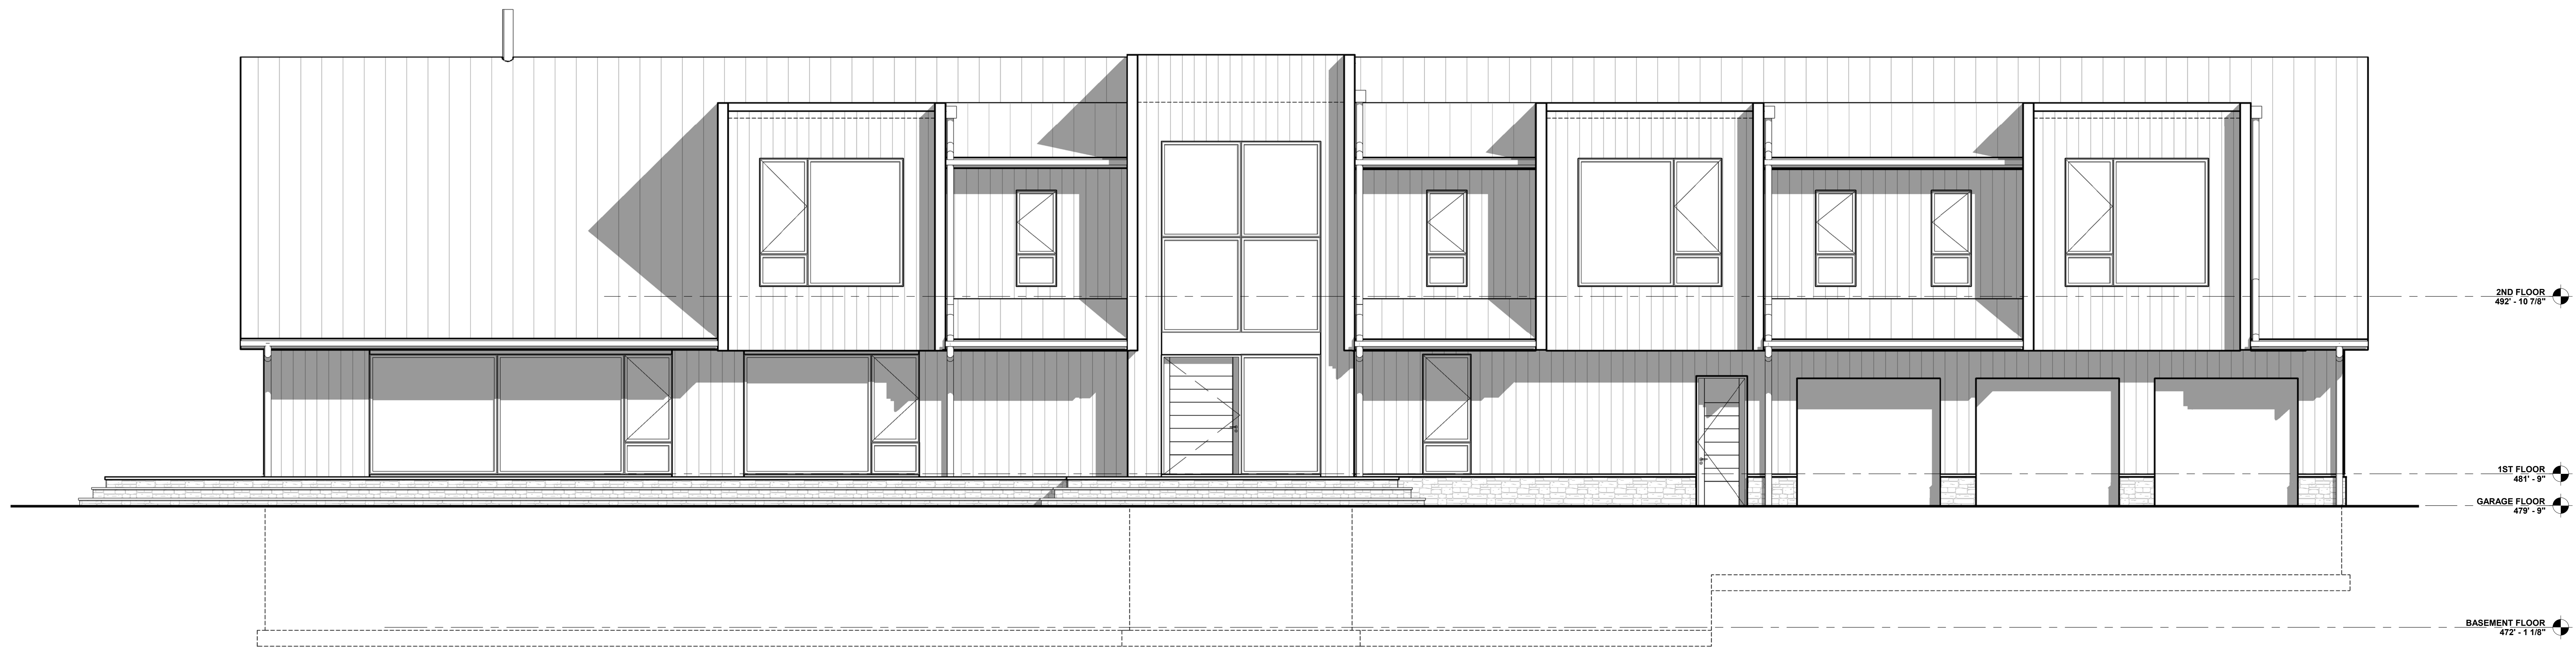 2ND FLOOR
492' - 10 7/8"
1ST FLOOR
481' - 9"
GARAGE FLOOR
479' - 9"
BASEMENT FLOOR
472' - 1 1/8"